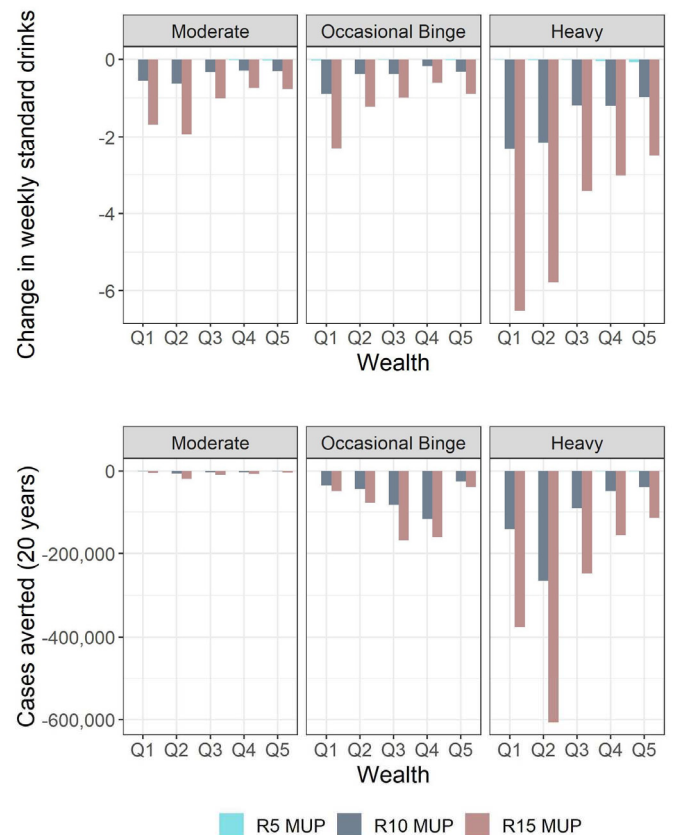 Change in weekly standard drinks
Moderate
Occasional Binge
Heavy
0
-2
-4
-6
Q1 Q2 Q3 Q4 Q5
Q1 Q2 Q3 Q4 Q5
Q1 Q2 Q3 Q4 Q5
Wealth
Cases averted (20 years)
Moderate
Occasional Binge
Heavy
0
-200,000
-400,000
-600,000
Q1 Q2 Q3 Q4 Q5
Q1 Q2 Q3 Q4 Q5
Q1 Q2 Q3 Q4 Q5
Wealth
R5 MUP R10 MUP R15 MUP